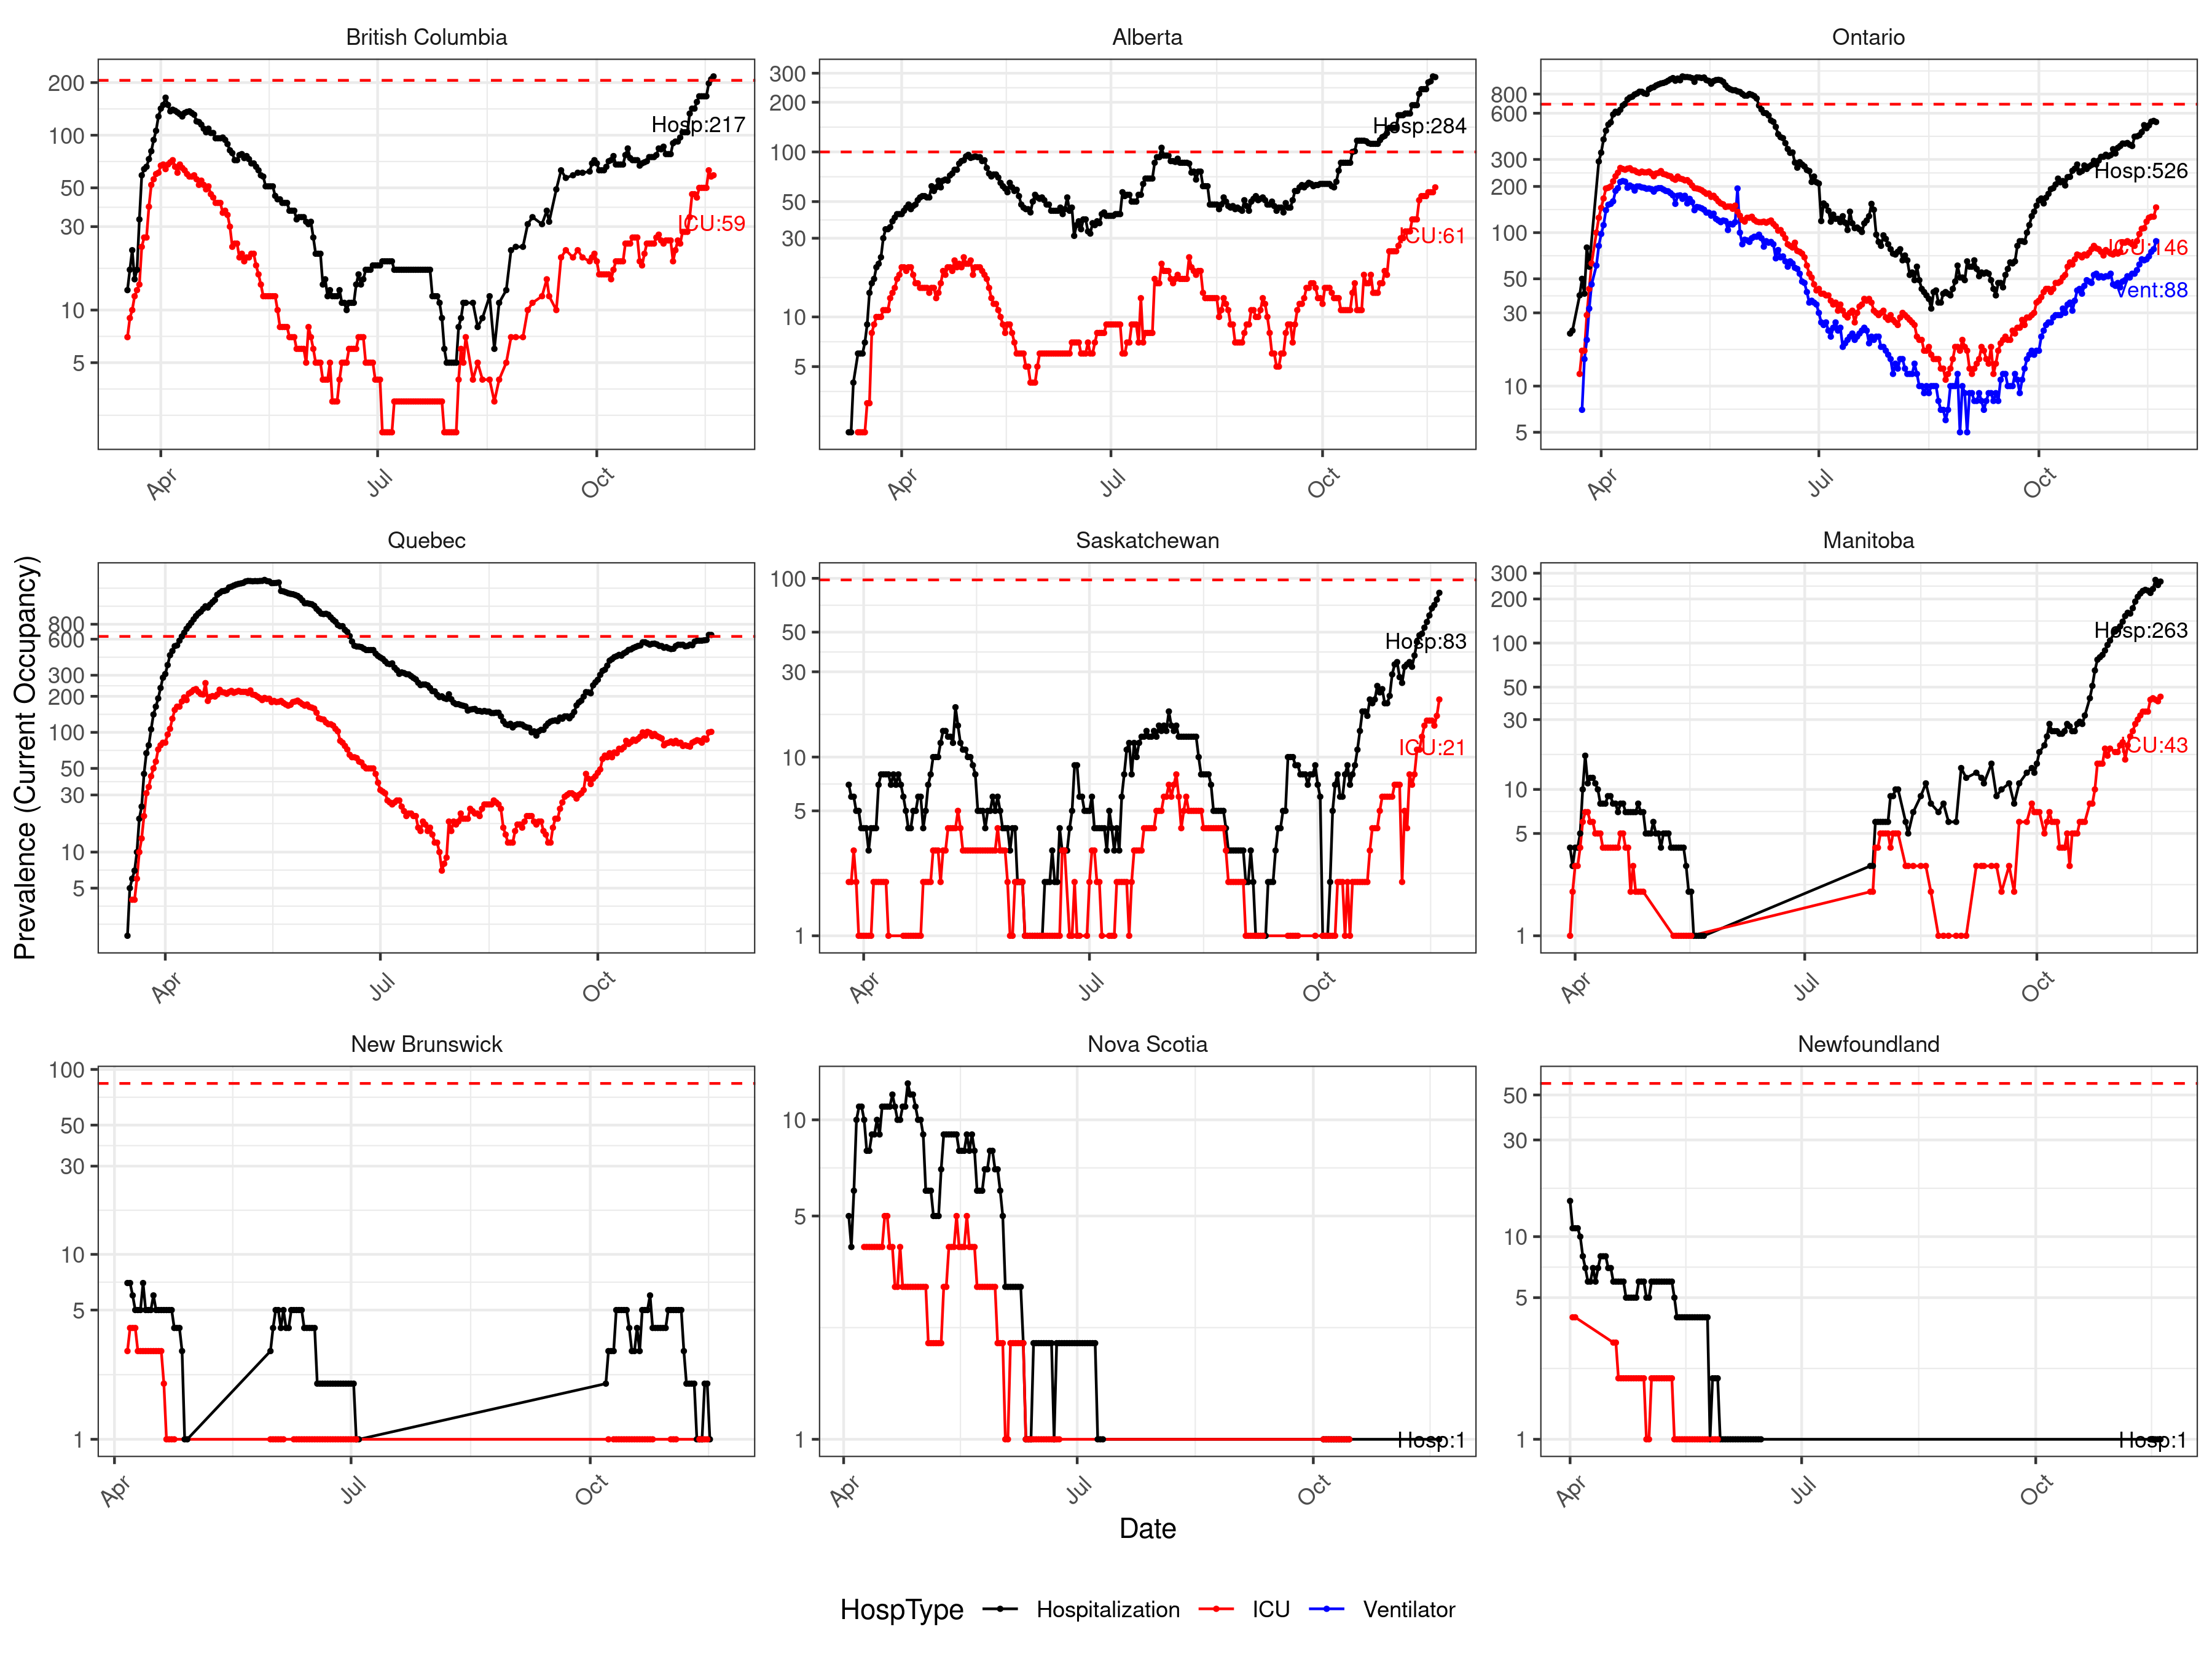 British Columbia
Alberta
Ontario
200
100
50
30
10
5
Hosp:217
ICU:59
Apr
Jul
Oct
300
200
100
50
30
10
5
Hosp:284
ICU:61
Apr
Jul
Oct
800
600
300
200
100
50
30
10
5
Hosp:526
ICU:146
Vent:88
Apr
Jul
Oct
Prevalence (Current Occupancy)
Quebec
Saskatchewan
Manitoba
800
600
300
200
100
50
30
10
5
Apr
Jul
Oct
100
50
30
10
5
1
Hosp:83
ICU:21
Apr
Jul
Oct
300
200
100
50
30
10
5
1
Hosp:263
ICU:43
Apr
Jul
Oct
New Brunswick
Nova Scotia
Newfoundland
100
50
30
10
5
1
Apr
Jul
Oct
10
5
1
Hosp:1
Apr
Jul
Oct
50
30
10
5
1
Hosp:1
Apr
Jul
Oct
Date
HospType Hospitalization ICU Ventilator